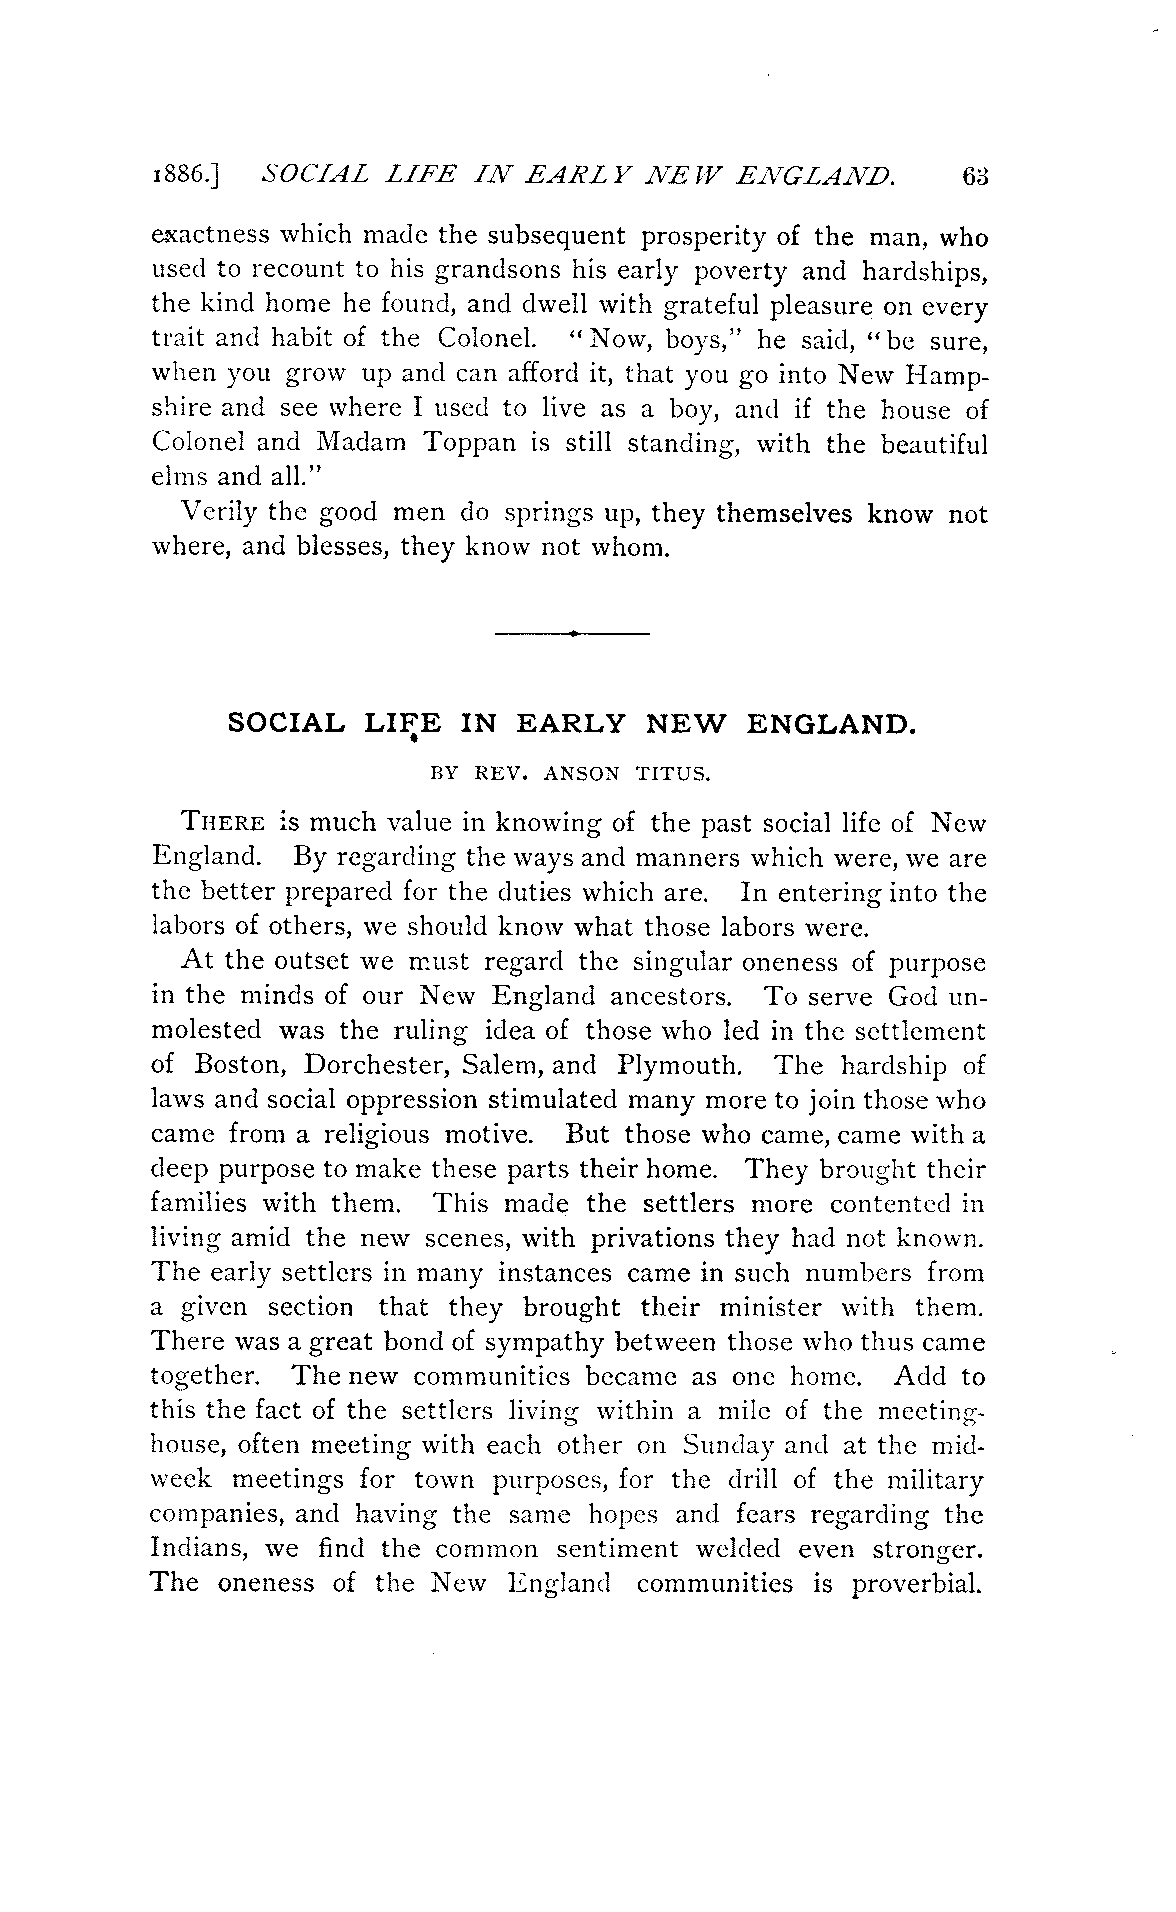 1886.] SOCIAL LIFE IN EARLY NEW ENGLAND. 63
exactness which made the subsequent prosperity of the man, who
used to recount to his grandsons his early poverty and hardships,
the kind home he found, and dwell with grateful pleasure on every
trait and habit of the Colonel. "Now, boys," he said, "be sure,
when you grow up and can afford it, that you go into New Hamp-
shire and see where I used to live as a boy, and if the house of
Colonel and Madam Toppan is still standing, with the beautiful
elms and all."
Verily the good men do springs up, they themselves know not
where, and blesses, they know not whom.
SOCIAL LIFE IN EARLY NEW ENGLAND.
BY REV. ANSON TITUS.
THERE is much value in knowing of the past social life of New
England. By regarding the ways and manners which were, we are
the better prepared for the duties which are. In entering into the
labors of others, we should know what those labors were.
At the outset we must regard the singular oneness of purpose
in the minds of our New England ancestors. To serve God un-
molested was the ruling idea of those who led in the settlement
of Boston, Dorchester, Salem, and Plymouth. The hardship of
laws and social oppression stimulated many more to join those who
came from a religious motive. But those who came, came with a
deep purpose to make these parts their home. They brought their
families with them. This made the settlers more contented in
living amid the new scenes, with privations they had not known.
The early settlers in many instances came in such numbers from
a given section that they brought their minister with them.
There was a great bond of sympathy between those who thus came
together. The new communities became as one home. Add to
this the fact of the settlers living within a mile of the meeting-
house, often meeting with each other on Sunday and at the mid-
week meetings for town purposes, for the drill of the military
companies, and having the same hopes and fears regarding the
Indians, we find the common sentiment welded even stronger.
The oneness of the New England communities is proverbial.